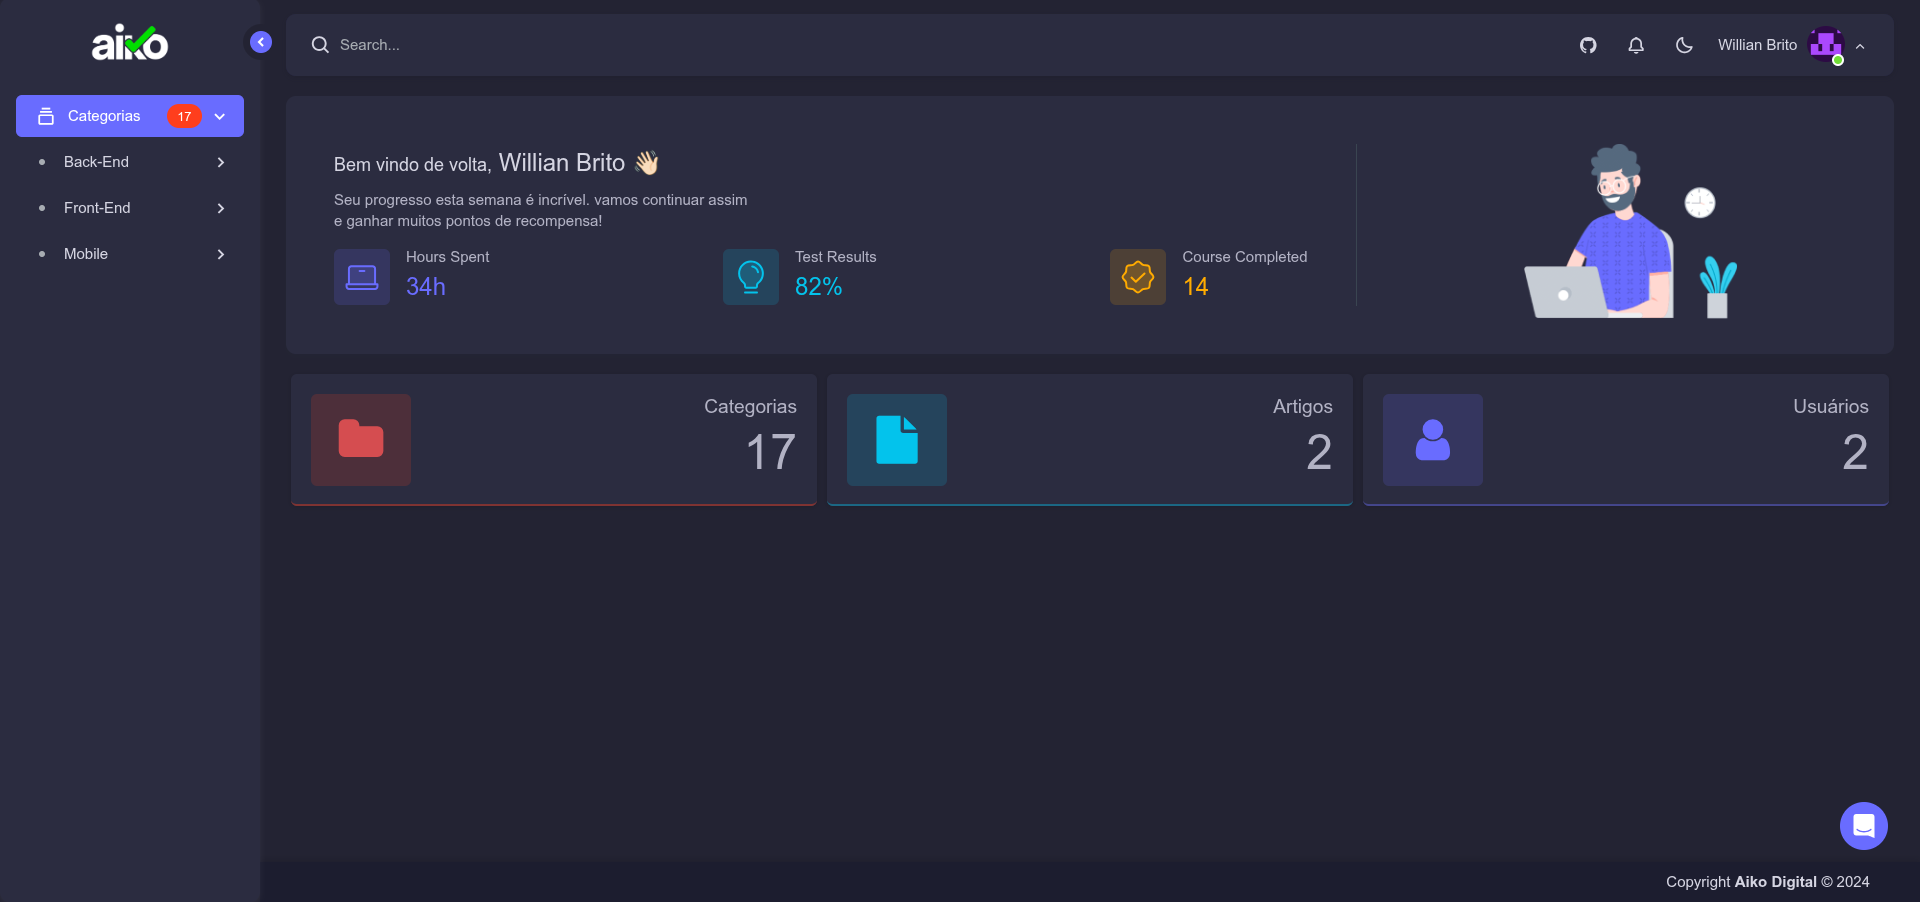 aiko
Search...
Willian Brito
Categorias 17
Back-End
Front-End
Mobile
Bem vindo de volta, Willian Brito 👋🏻
Seu progresso esta semana é incrível. vamos continuar assim
e ganhar muitos pontos de recompensa!
Hours Spent
34h
Test Results
82%
Course Completed
14
Categorias
17
Artigos
2
Usuários
2
Copyright Aiko Digital © 2024